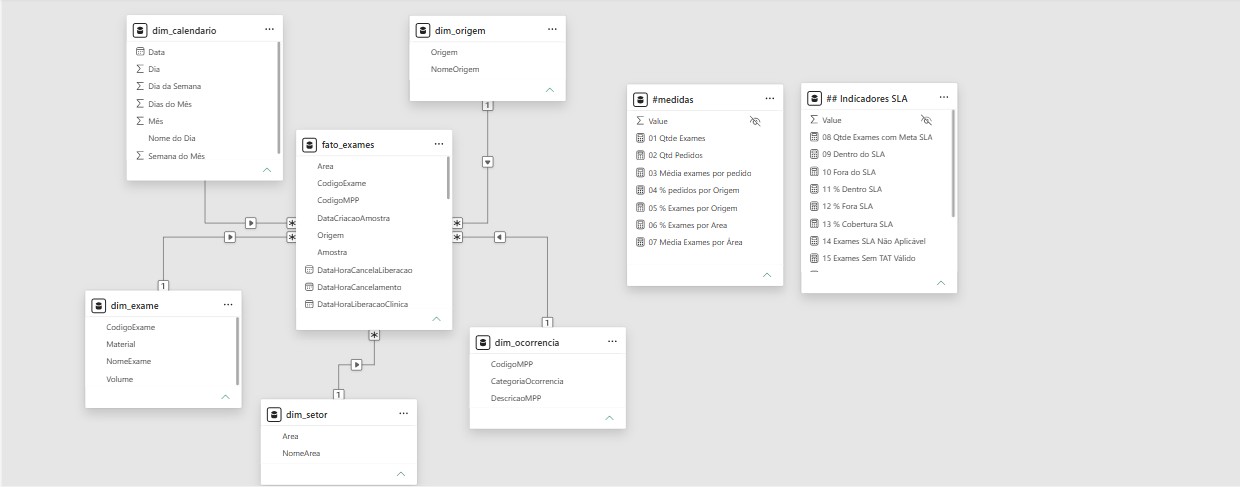 dim_calendario
Data
Dia
Dia da Semana
Dias do Mês
Mês
Nome do Dia
Semana do Mês
dim_origem
Origem
NomeOrigem
fato_exames
Area
CodigoExame
CodigoMPP
DataCriacaoAmostra
Origem
Amostra
DataHoraCancelaLiberacao
DataHoraCancelamento
DataHoraLiberacaoClinica
#medidas
Value
01 Qtde Exames
02 Qtd Pedidos
03 Média exames por pedido
04 % pedidos por Origem
05 % Exames por Origem
06 % Exames por Area
07 Média Exames por Área
## Indicadores SLA
Value
08 Qtde Exames com Meta SLA
09 Dentro do SLA
10 Fora do SLA
11 % Dentro SLA
12 % Fora SLA
13 % Cobertura SLA
14 Exames SLA Não Aplicável
15 Exames Sem TAT Válido
dim_exame
CodigoExame
Material
NomeExame
Volume
dim_setor
Area
NomeArea
dim_ocorrencia
CodigoMPP
CategoriaOcorrencia
DescricaoMPP
1
1
1
1
*
*
*
*
*